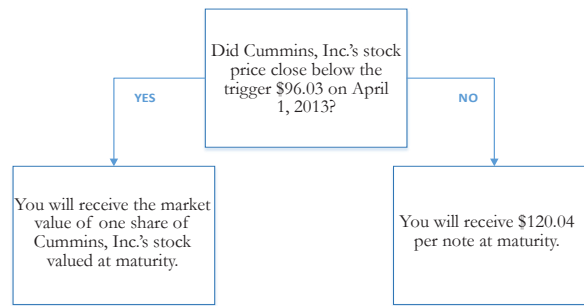 Did Cummins, Inc.'s stock
price close below the
trigger $96.03 on April
1, 2013?
YES
NO
You will receive the market
value of one share of
Cummins, Inc.'s stock
valued at maturity.
You will receive $120.04
per note at maturity.